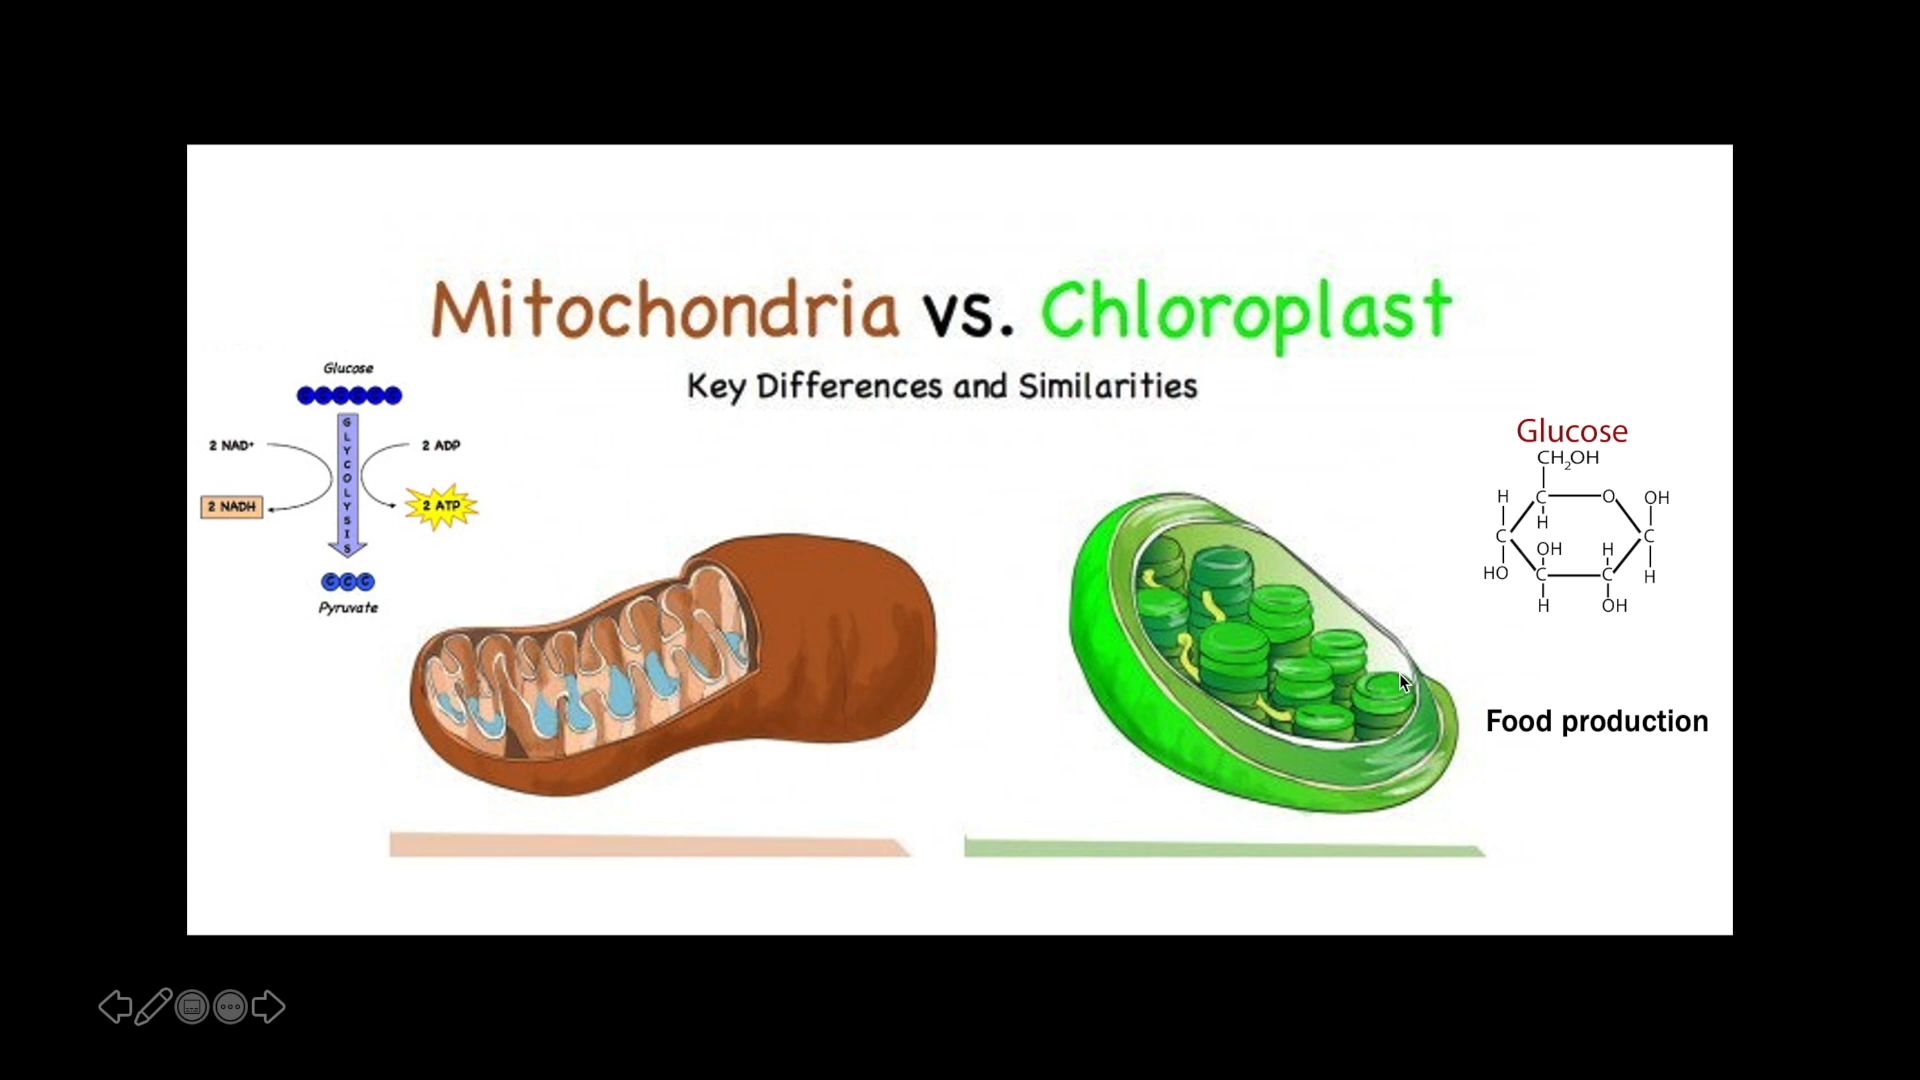 Mitochondria vs. Chloroplast
Key Differences and Similarities
Glucose
2 NAD+
2 ADP
GLYCOLYSIS
2 NADH
2 ATP
C C C
Pyruvate
Glucose
CH2OH
H
C
O
OH
H
C
C
OH
H
HO
C
C
H
H
OH
Food production